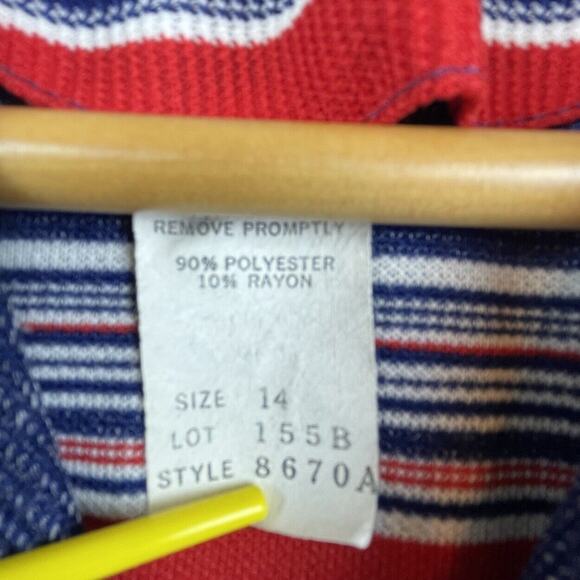 REMOVE PROMPTLY
90% POLYESTER
10% RAYON
SIZE 14
LOT 155B
STYLE 8670A